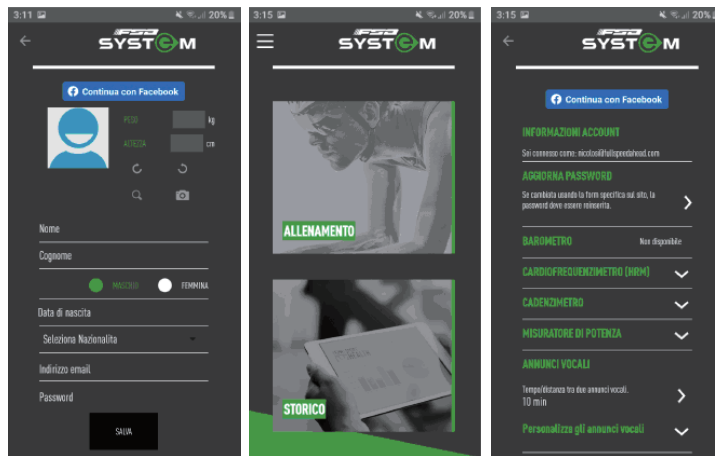 3:11
20%
FSA
SYSTEM
Continua con Facebook
PESO
kg
ALTEZZA
cm
Nome
Cognome
MASCHIO
FEMMINA
Data di nascita
Seleziona Nazionalita
Indirizzo email
Password
SALVA
3:15
20%
FSA
SYSTEM
ALLENAMENTO
STORICO
3:15
20%
FSA
SYSTEM
Continua con Facebook
INFORMAZIONI ACCOUNT
Sei connesso come: nicolosi@fullspeedahead.com
AGGIORNA PASSWORD
Se cambiata usando la form specifica sul sito, la
password deve essere reinserita.
BAROMETRO
Non disponibile
CARDIOFREQUENZIMETRO (HRM)
CADENZIMETRO
MISURATORE DI POTENZA
ANNUNCI VOCALI
Tempo/distanza tra due annunci vocali.
10 min
Personalizza gli annunci vocali